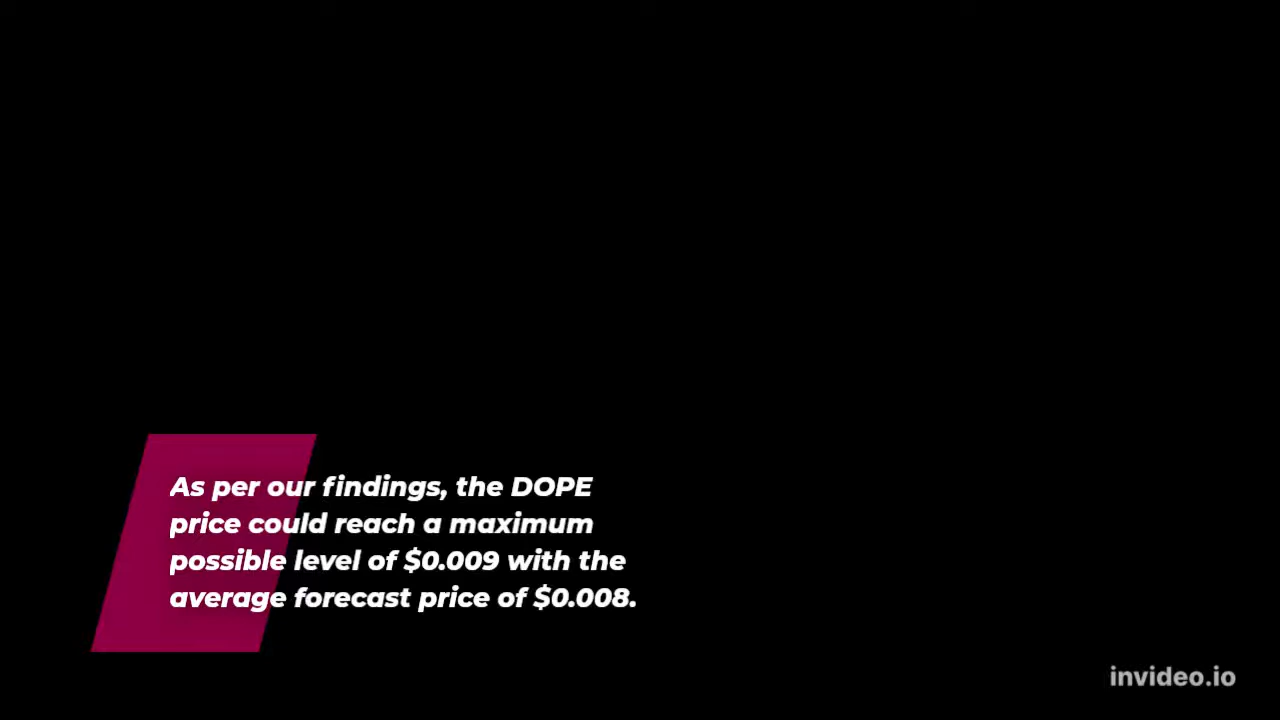 As per our findings, the DOPE
price could reach a maximum
possible level of $0.009 with the
average forecast price of $0.008.
invideo.io